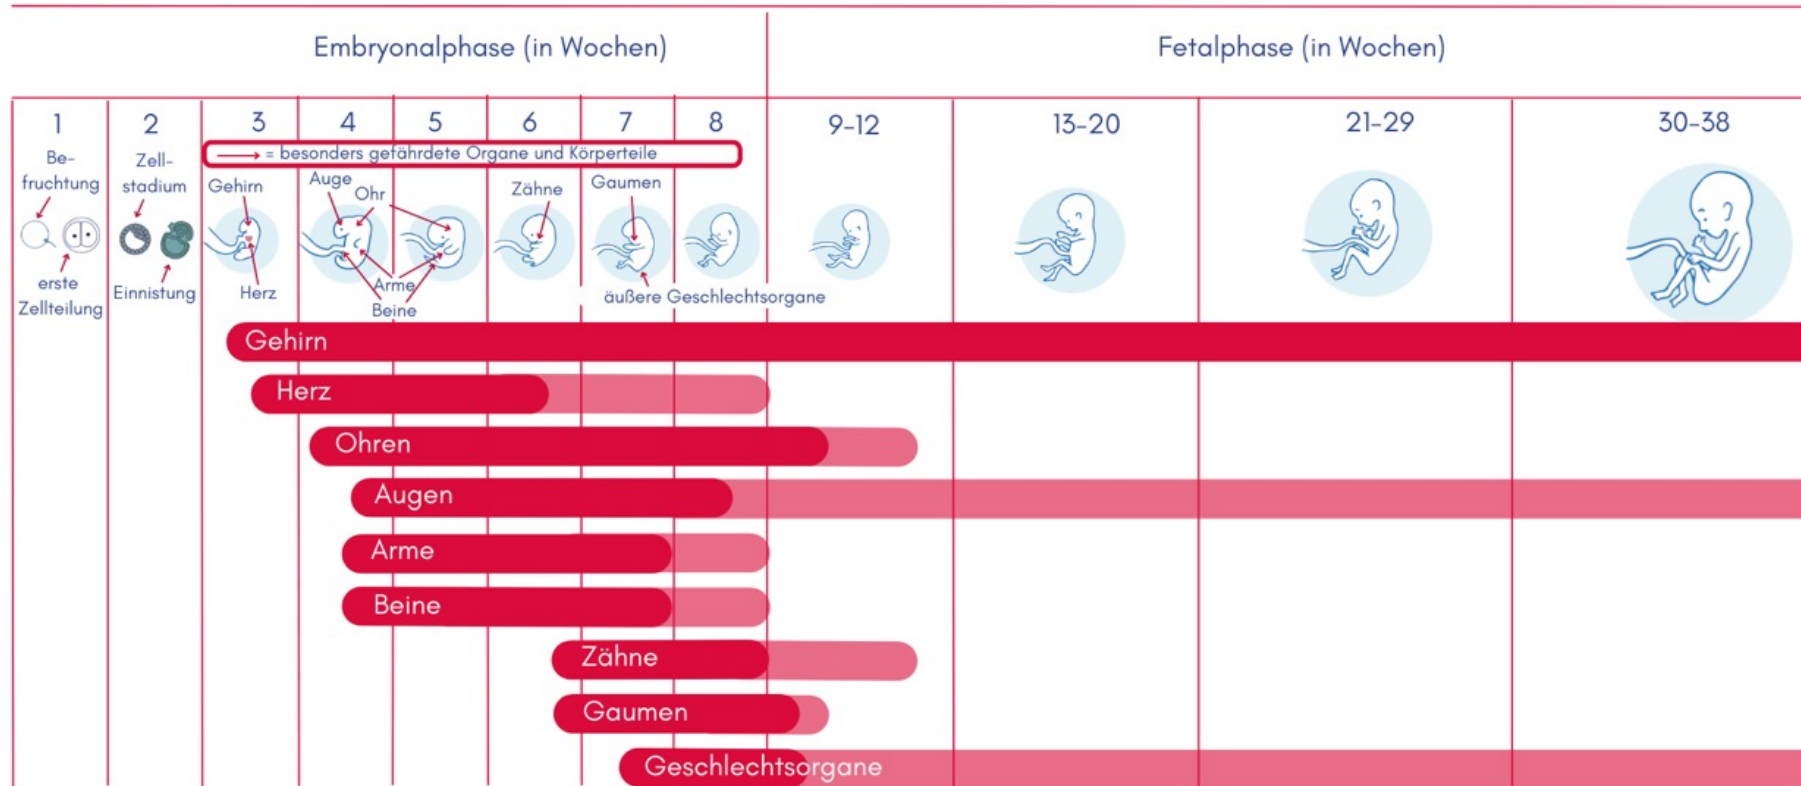 Embryonalphase (in Wochen)
Fetalphase (in Wochen)
1
2
3
4
5
6
7
8
9-12
13-20
21-29
30-38
= besonders gefährdete Organe und Körperteile
Be-
fruchtung
erste
Zellteilung
Zell-
stadium
Einnistung
Gehirn
Herz
Auge
Ohr
Arme
Beine
Zähne
Gaumen
äußere Geschlechtsorgane
Gehirn
Herz
Ohren
Augen
Arme
Beine
Zähne
Gaumen
Geschlechtsorgane